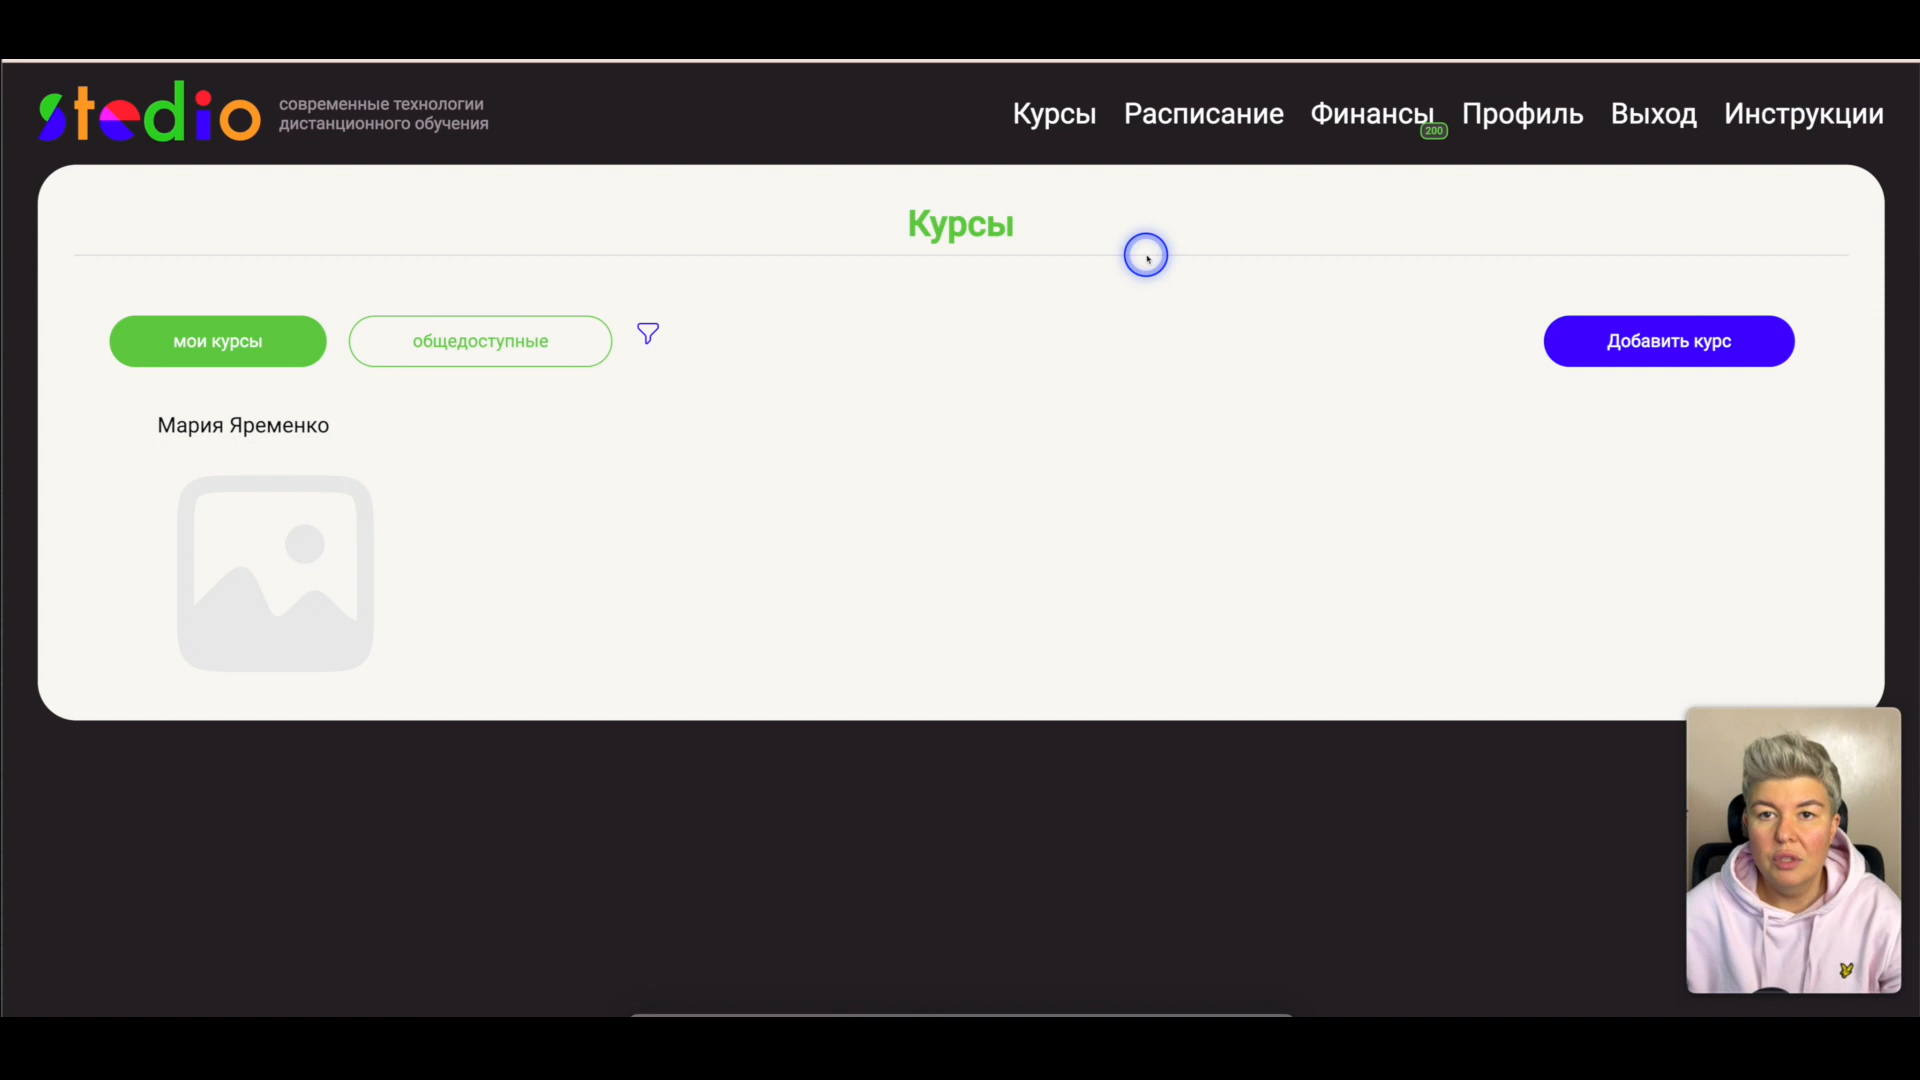 stedio
современные технологии
дистанционного обучения
Курсы Расписание Финансы Профиль Выход Инструкции
200
Курсы
мои курсы
общедоступные
Добавить курс
Мария Яременко